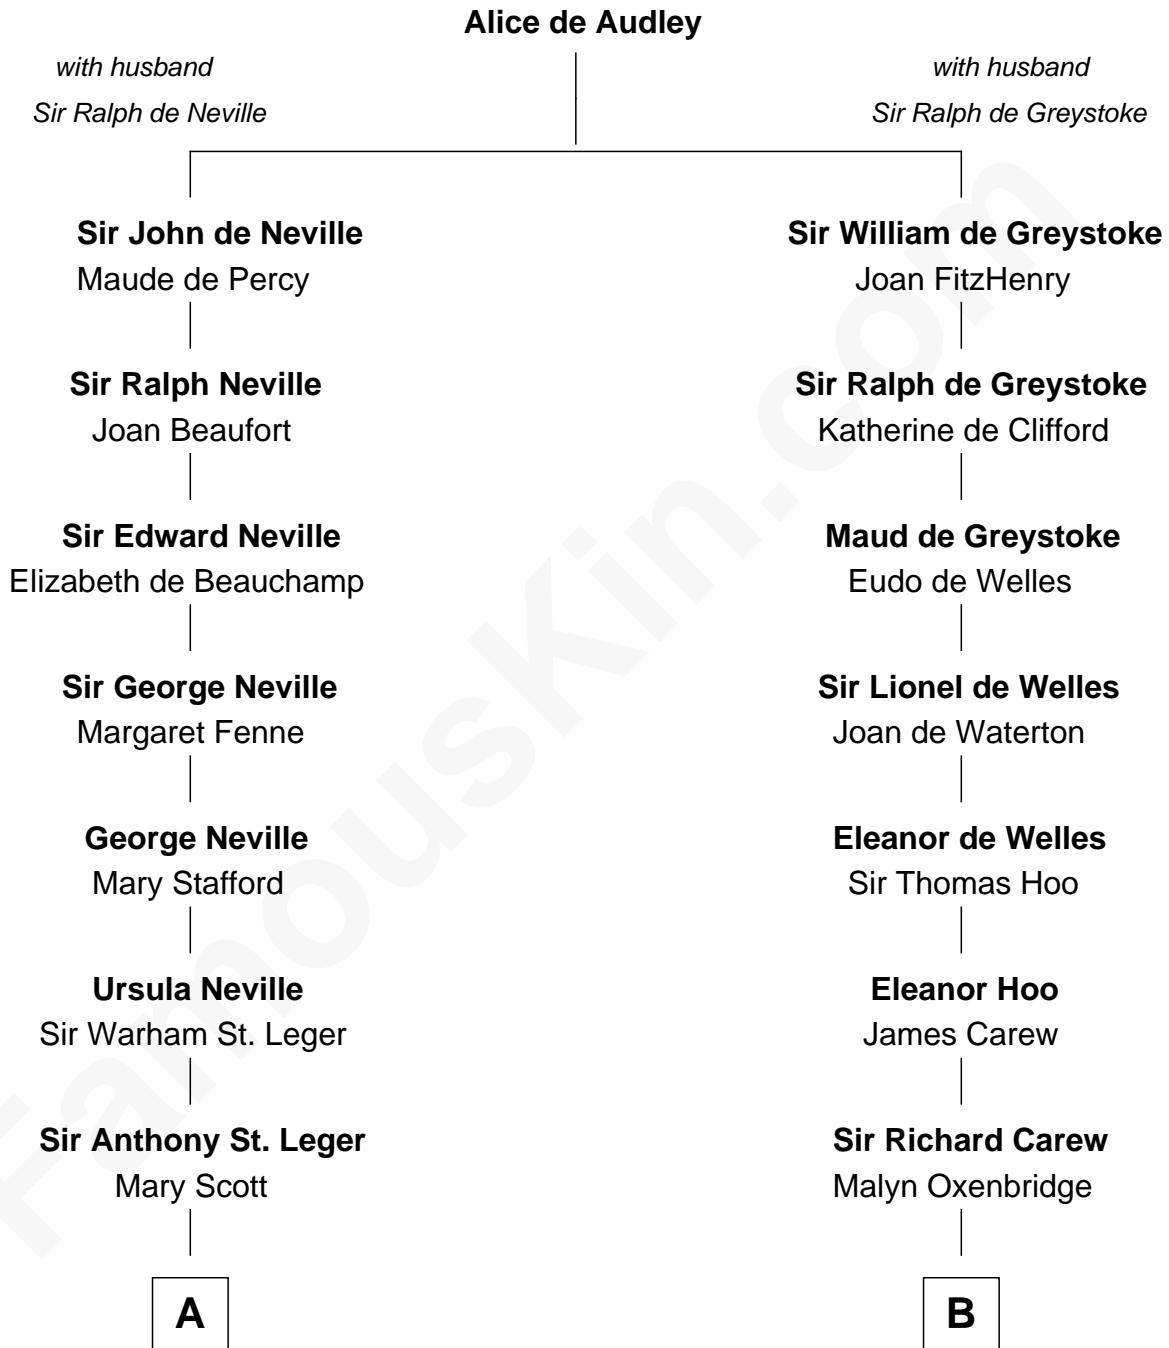 Alice de Audley
with husband
Sir Ralph de Neville
with husband
Sir Ralph de Greystoke
Sir John de Neville
Maude de Percy
Sir William de Greystoke
Joan FitzHenry
Sir Ralph Neville
Joan Beaufort
Sir Ralph de Greystoke
Katherine de Clifford
Sir Edward Neville
Elizabeth de Beauchamp
Maud de Greystoke
Eudo de Welles
Sir George Neville
Margaret Fenne
Sir Lionel de Welles
Joan de Waterton
George Neville
Mary Stafford
Eleanor de Welles
Sir Thomas Hoo
Ursula Neville
Sir Warham St. Leger
Eleanor Hoo
James Carew
Sir Anthony St. Leger
Mary Scott
Sir Richard Carew
Malyn Oxenbridge
A
B
FamousKin.com